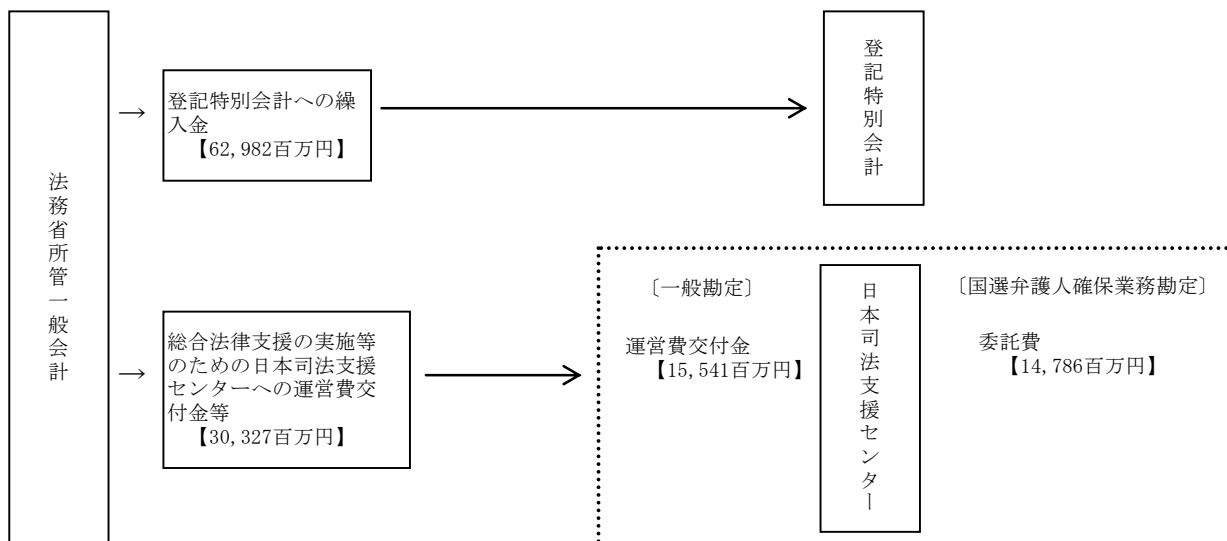 法務省所管一般会計
→
登記特別会計への繰
入金
【62,982百万円】
登記特別会計
→
総合法律支援の実施等
のための日本司法支援
センターへの運営費交
付金等
【30,327百万円】
〔一般勘定〕
運営費交付金
【15,541百万円】
日本司法支援センター
〔国選弁護人確保業務勘定〕
委託費
【14,786百万円】